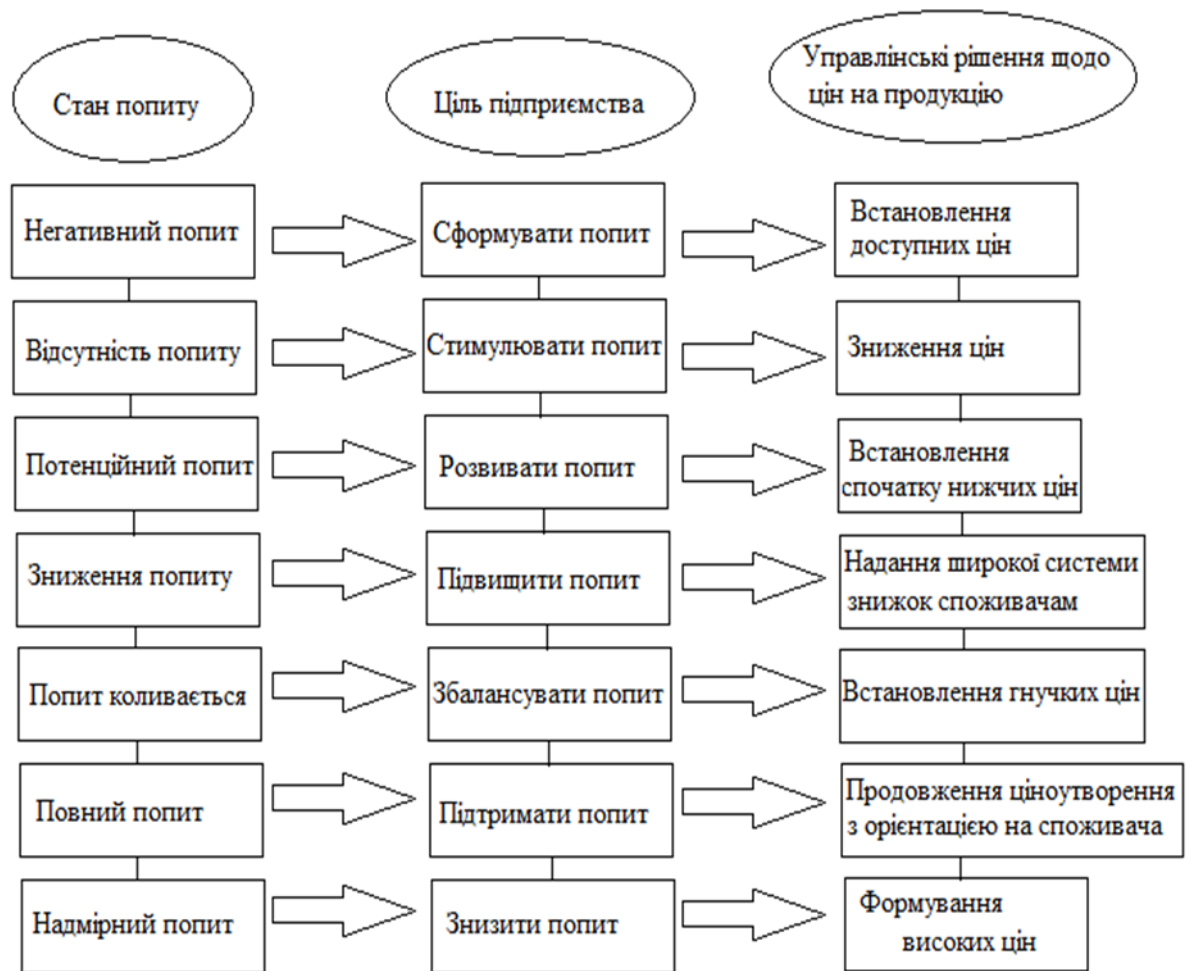 Стан попиту
Ціль підприємства
Управлінські рішення щодо
цін на продукцію
Негативний попит
Сформувати попит
Встановлення
доступних цін
Відсутність попиту
Стимулювати попит
Зниження цін
Потенційний попит
Розвивати попит
Встановлення
спочатку нижчих цін
Зниження попиту
Підвищити попит
Надання широкої системи
знижок споживачам
Попит коливається
Збалансувати попит
Встановлення гнучких цін
Повний попит
Підтримати попит
Продовження ціноутворення
з орієнтацією на споживача
Надмірний попит
Знизити попит
Формування
високих цін